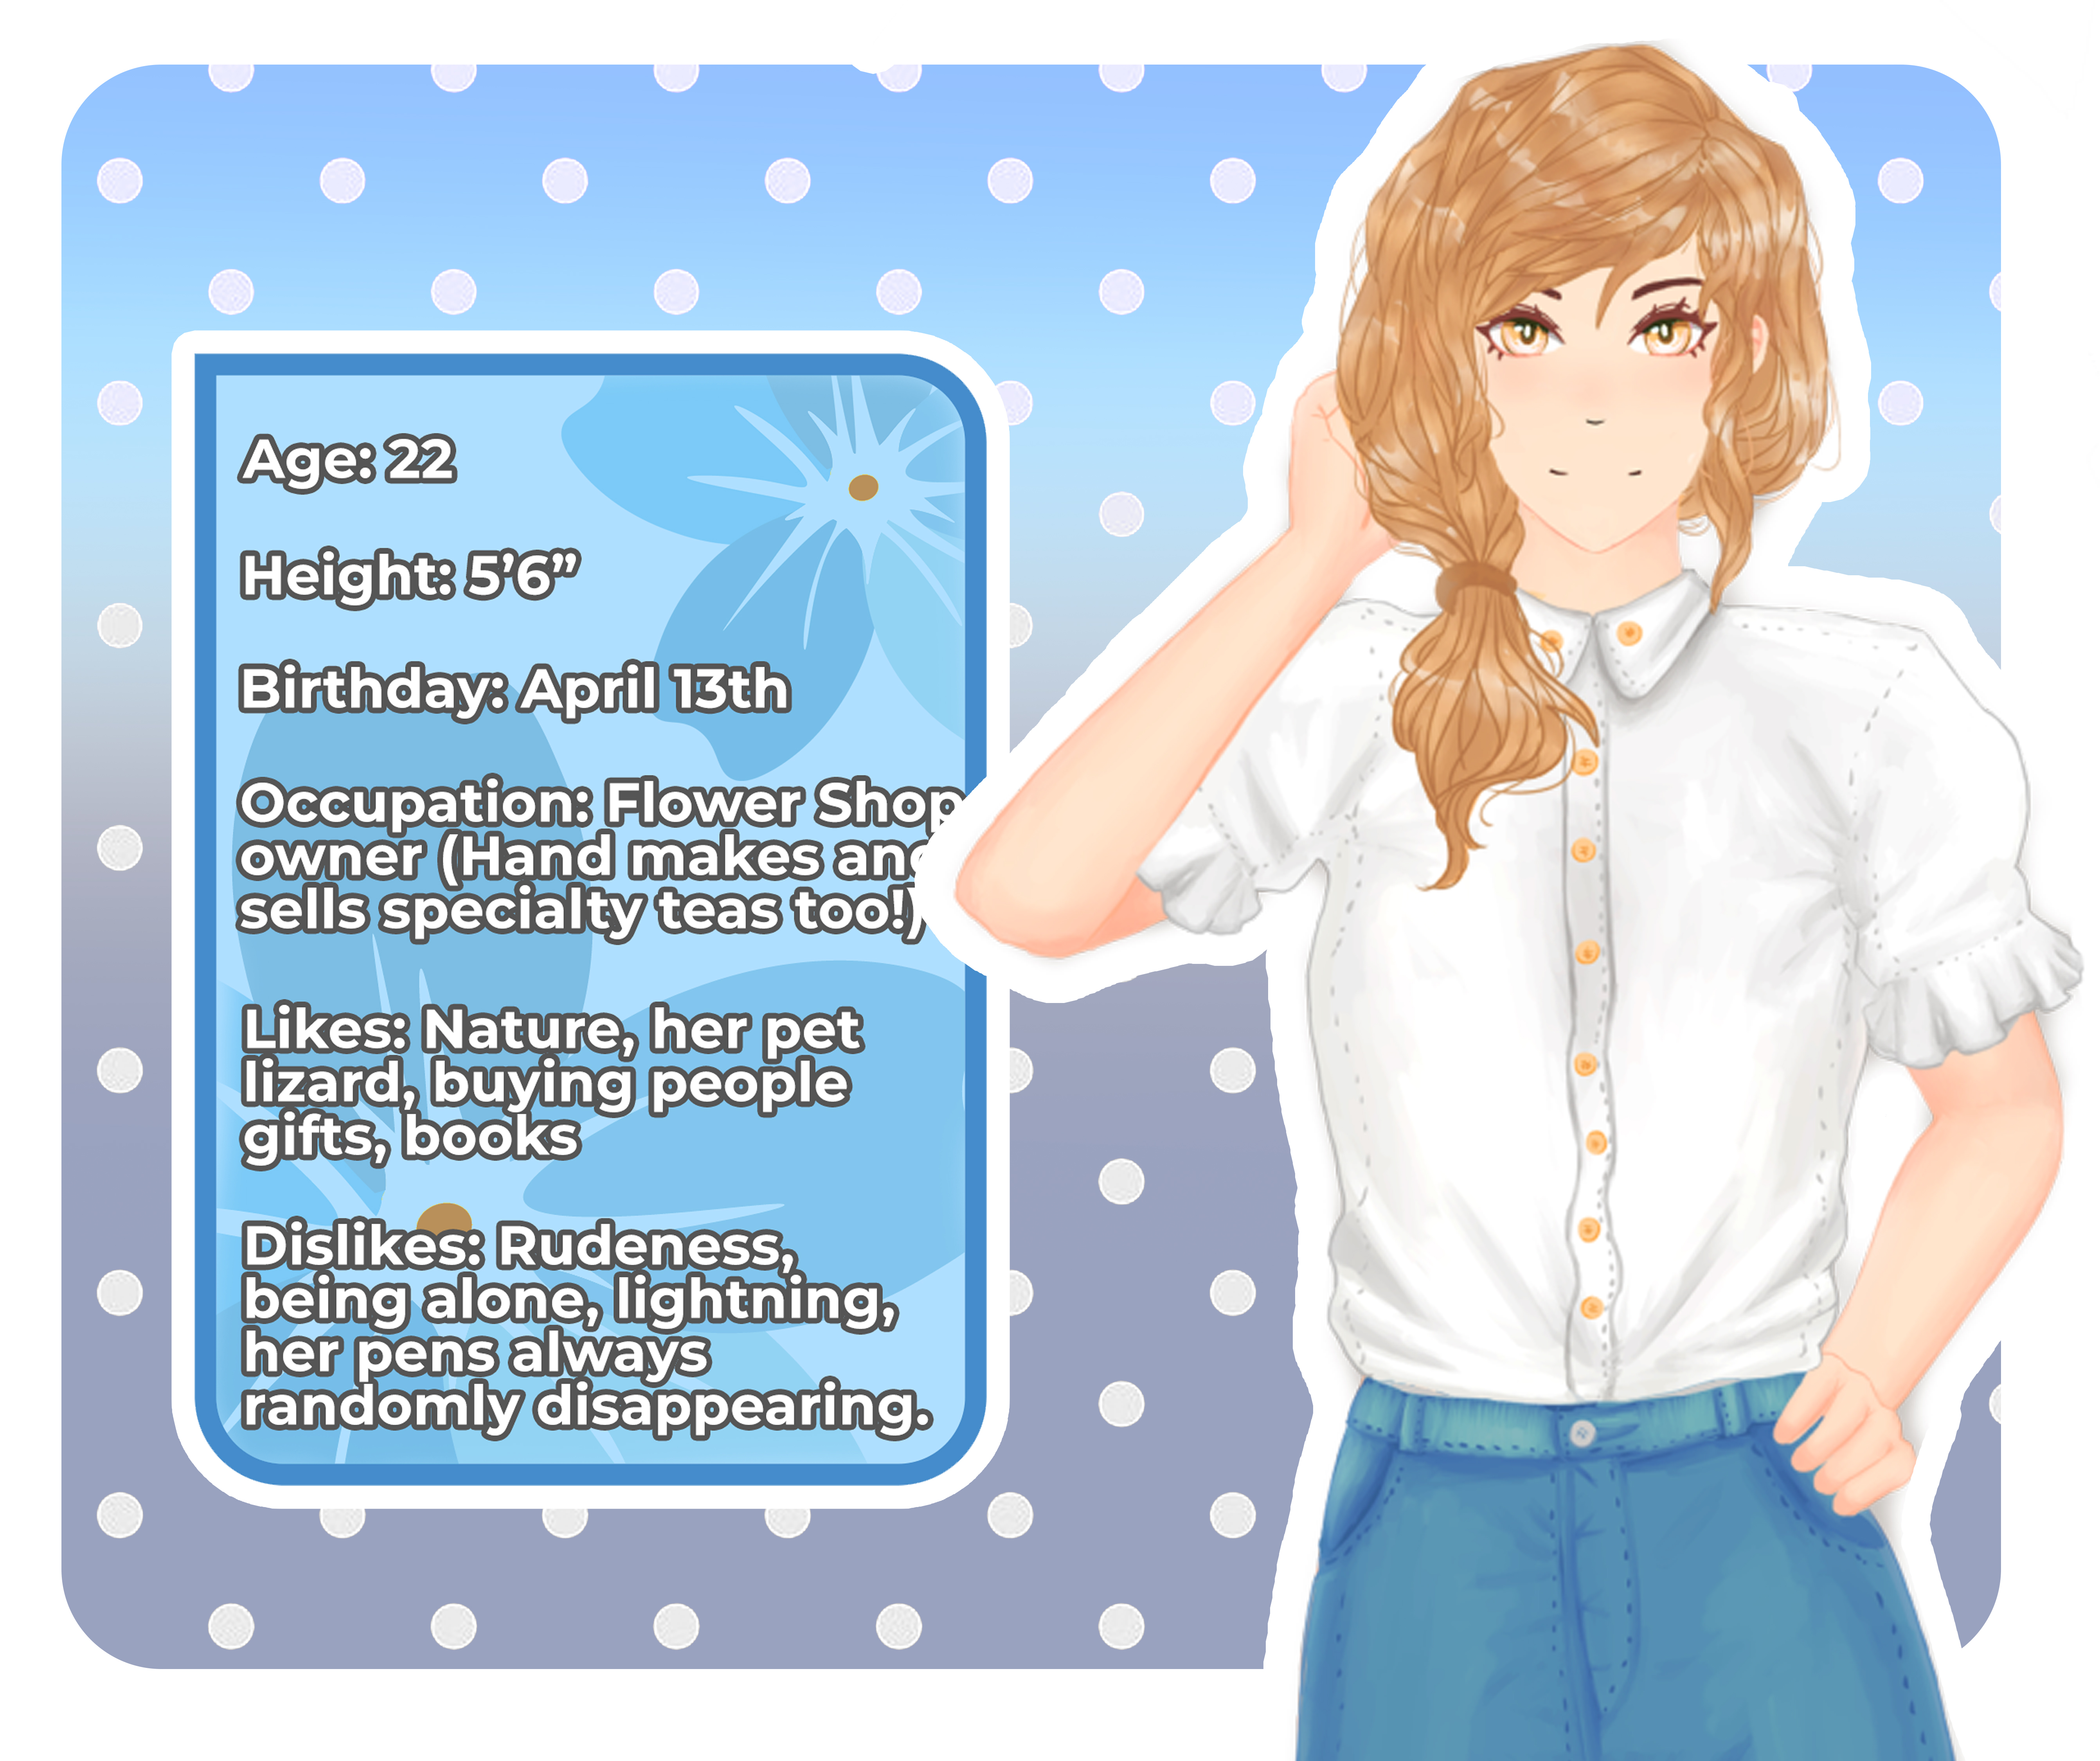 Age: 22
Height: 5’6”
Birthday: April 13th
Occupation: Flower Shop
owner (Hand makes and
sells specialty teas too!)
Likes: Nature, her pet
lizard, buying people
gifts, books
Dislikes: Rudeness,
being alone, lightning,
her pens always
randomly disappearing.